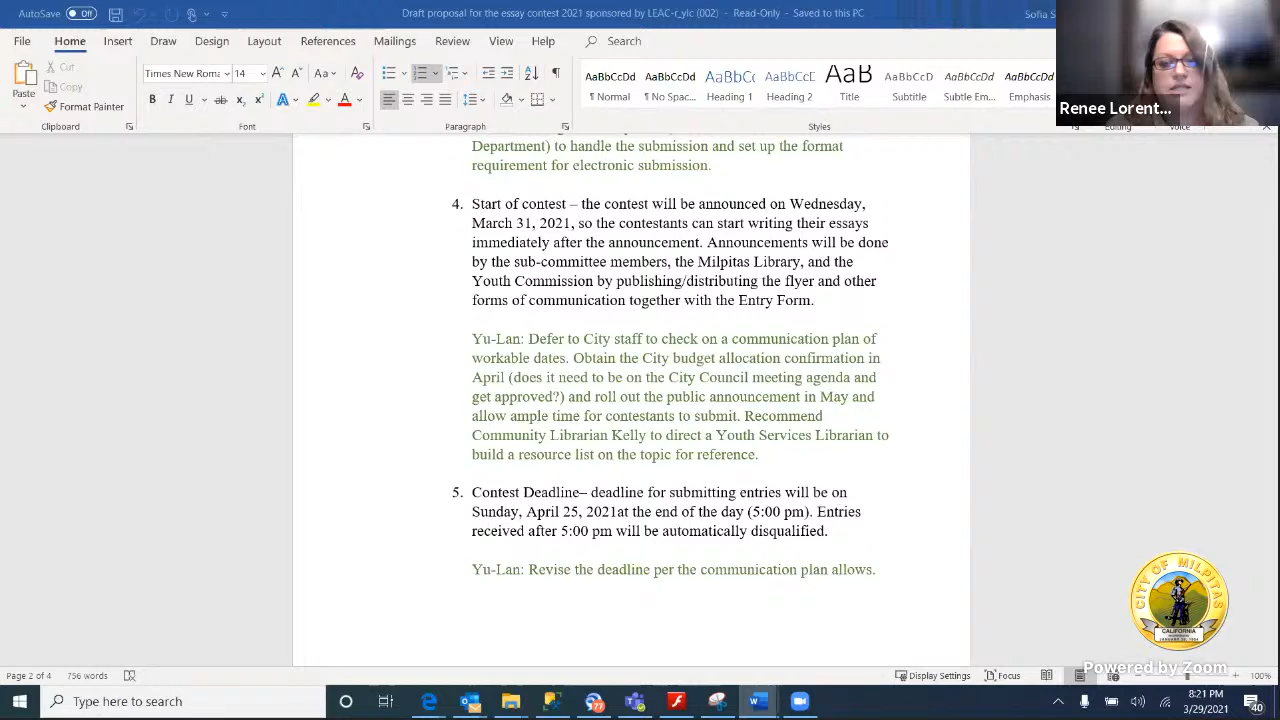 AutoSave Off
Draft proposal for Contest 2021 submission by LEAC-r_ylc (002) - Read-Only - Saved to this PC
Sofia S
File Home Insert Draw Design Layout References Mailings Review View Help Search
Paste
Cut
Copy
Format Painter
Times New Roma 14
AaBbCcDd AaBbCcDd AaBbCc AaBbCcD AaB AaBbCcDd AaBbCcDd AaBbCcDd
¶ Normal ¶ No Spac... Heading 1 Heading 2 Title Subtitle Subtle Em... Emphasis
Clipboard Font Paragraph Styles Editing Voice
Renee Lorent...
Department) to handle the submission and set up the format
requirement for electronic submission.
4. Start of contest – the contest will be announced on Wednesday,
March 31, 2021, so the contestants can start writing their essays
immediately after the announcement. Announcements will be done
by the sub-committee members, the Milpitas Library, and the
Youth Commission by publishing/distributing the flyer and other
forms of communication together with the Entry Form.
Yu-Lan: Defer to City staff to check on a communication plan of
workable dates. Obtain the City budget allocation confirmation in
April (does it need to be on the City Council meeting agenda and
get approved?) and roll out the public announcement in May and
allow ample time for contestants to submit. Recommend
Community Librarian Kelly to direct a Youth Services Librarian to
build a resource list on the topic for reference.
5. Contest Deadline– deadline for submitting entries will be on
Sunday, April 25, 2021at the end of the day (5:00 pm). Entries
received after 5:00 pm will be automatically disqualified.
Yu-Lan: Revise the deadline per the communication plan allows.
CITY OF MILPITAS
CALIFORNIA
Powered by Zoom
Page 2 of 4 756 words
Display Settings Focus 100%
Type here to search
8:21 PM
3/29/2021
40